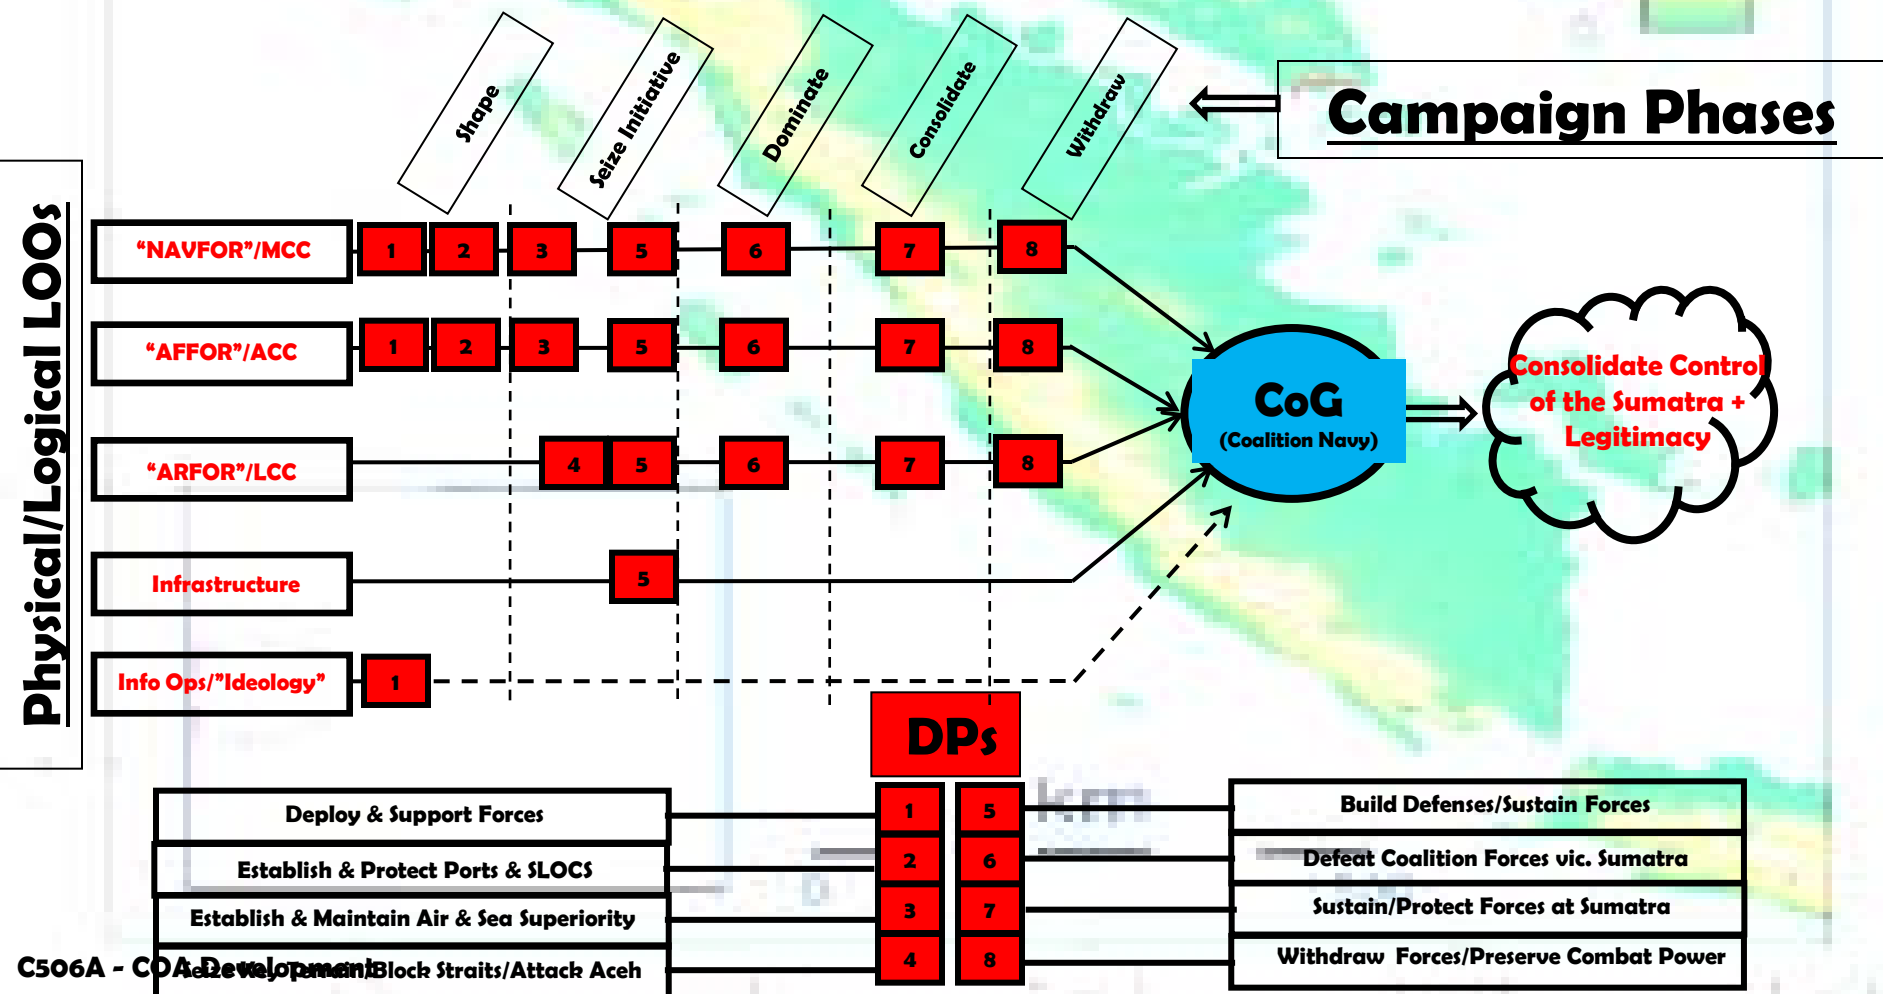 Shape
Seize Initiative
Dominate
Consolidate
Withdraw
Campaign Phases
Physical/Logical LOOs
“NAVFOR”/MCC
1 2 3 5 6 7 8
“AFFOR”/ACC
1 2 3 5 6 7 8
“ARFOR”/LCC
4 5 6 7 8
Infrastructure
5
Info Ops/”Ideology”
1
CoG
(Coalition Navy)
Consolidate Control
of the Sumatra +
Legitimacy
DPs
Deploy & Support Forces
1
5
Build Defenses/Sustain Forces
Establish & Protect Ports & SLOCS
2
6
Defeat Coalition Forces vic. Sumatra
Establish & Maintain Air & Sea Superiority
3
7
Sustain/Protect Forces at Sumatra
Seize Key Terrain/Block Straits/Attack Aceh
4
8
Withdraw Forces/Preserve Combat Power
C506A - COA Development
km
0